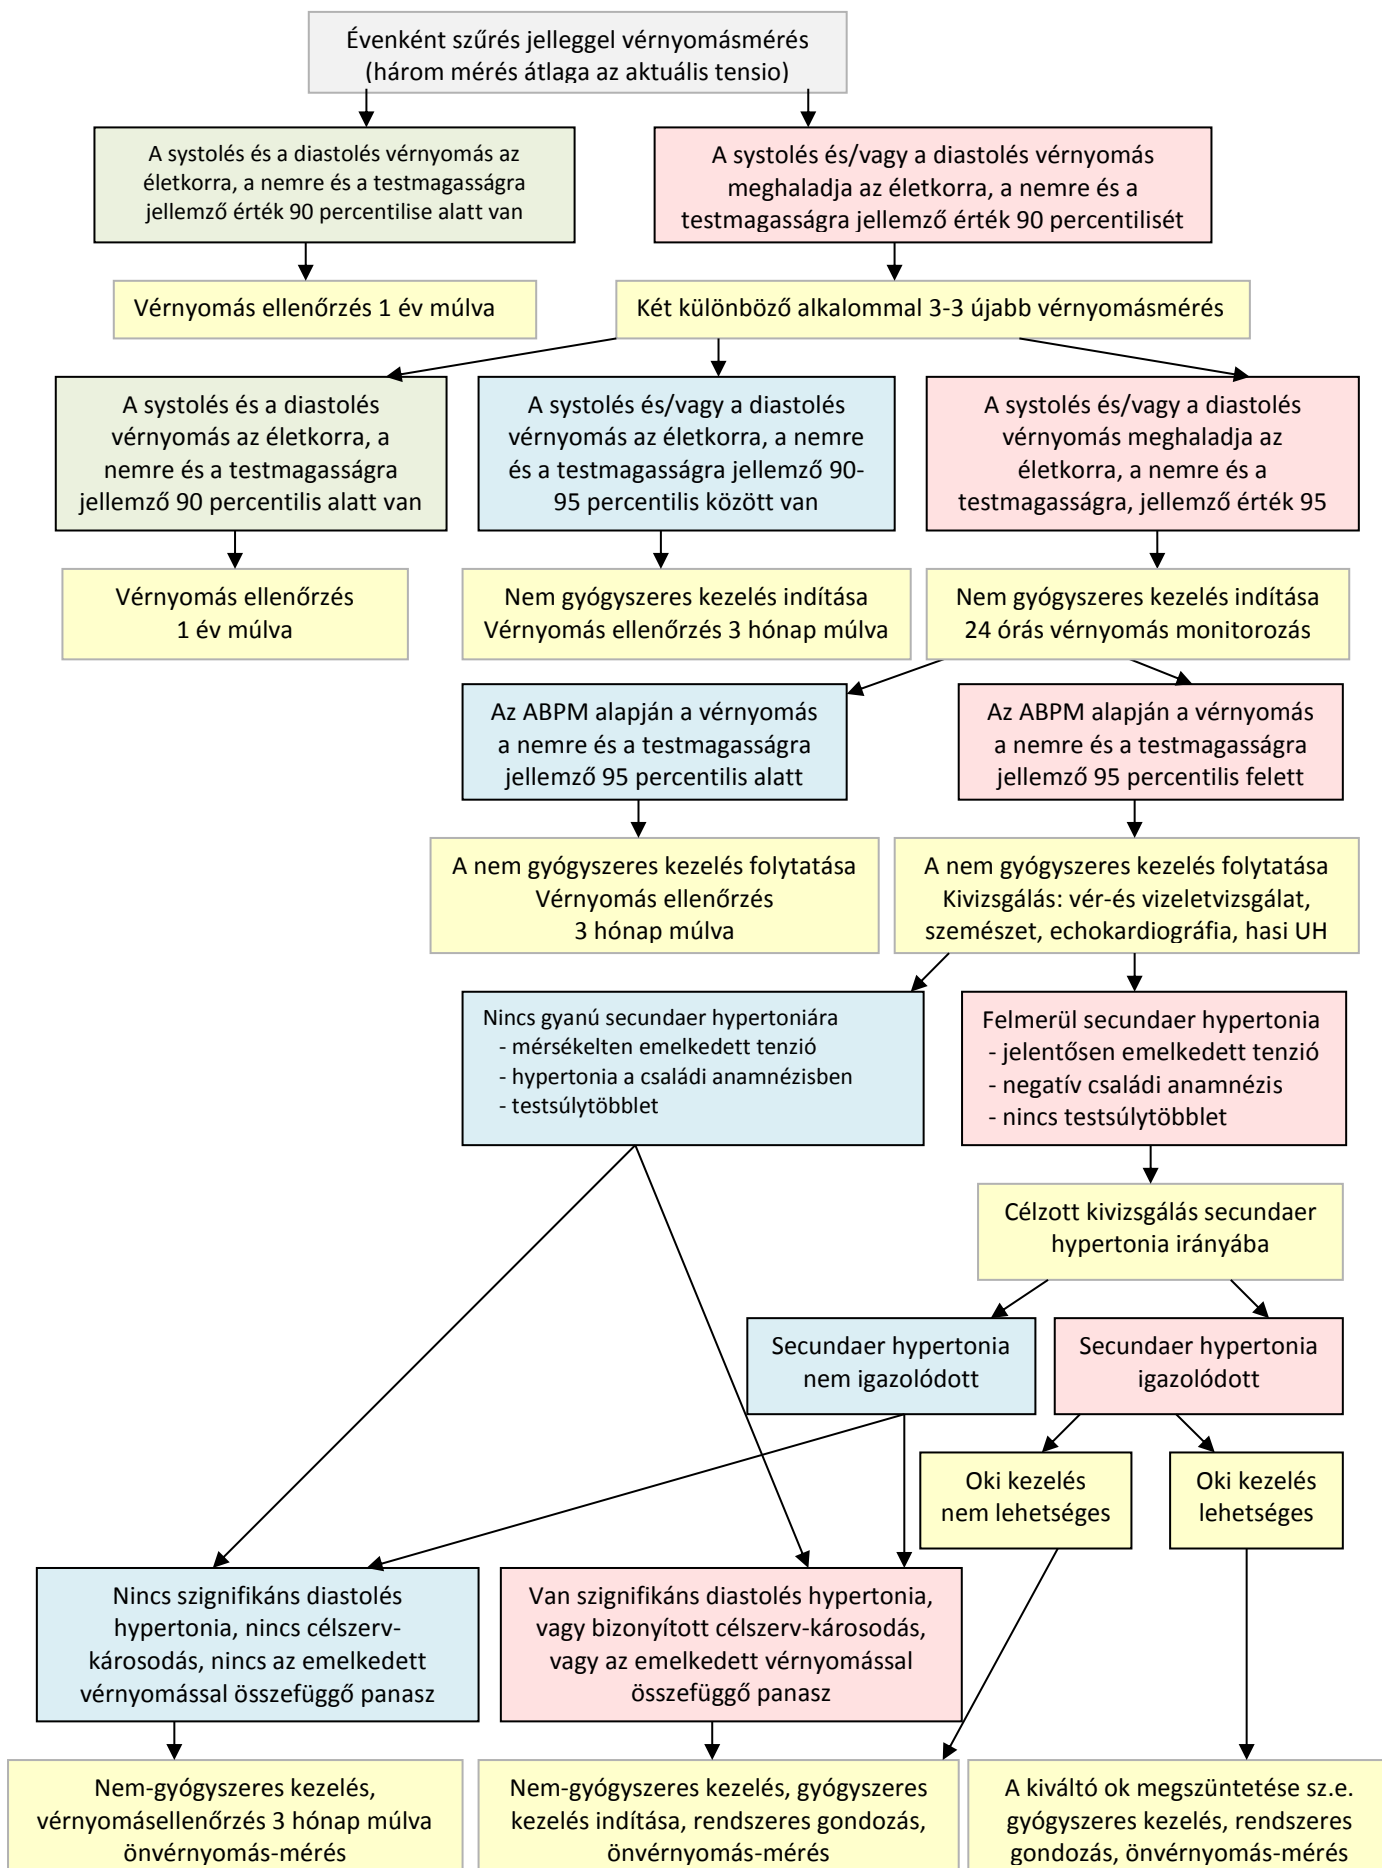 Évenként szűrés jelleggel vérnyomásmérés
(három mérés átlaga az aktuális tensio)
A systolés és a diastolés vérnyomás az
életkorra, a nemre és a testmagasságra
jellemző érték 90 percentilise alatt van
A systolés és/vagy a diastolés vérnyomás
meghaladja az életkorra, a nemre és a
testmagasságra jellemző érték 90 percentilisét
Vérnyomás ellenőrzés 1 év múlva
Két különböző alkalommal 3-3 újabb vérnyomásmérés
A systolés és a diastolés
vérnyomás az életkorra, a
nemre és a testmagasságra
jellemző 90 percentilis alatt van
A systolés és/vagy a diastolés
vérnyomás az életkorra, a nemre
és a testmagasságra jellemző 90-
95 percentilis között van
A systolés és/vagy a diastolés
vérnyomás meghaladja az
életkorra, a nemre és a
testmagasságra, jellemző érték 95
Vérnyomás ellenőrzés
1 év múlva
Nem gyógyszeres kezelés indítása
Vérnyomás ellenőrzés 3 hónap múlva
Nem gyógyszeres kezelés indítása
24 órás vérnyomás monitorozás
Az ABPM alapján a vérnyomás
a nemre és a testmagasságra
jellemző 95 percentilis alatt
Az ABPM alapján a vérnyomás
a nemre és a testmagasságra
jellemző 95 percentilis felett
A nem gyógyszeres kezelés folytatása
Vérnyomás ellenőrzés
3 hónap múlva
A nem gyógyszeres kezelés folytatása
Kivizsgálás: vér-és vizeletvizsgálat,
szemészet, echokardiográfia, hasi UH
Nincs gyanú secundaer hypertoniára
- mérsékelten emelkedett tenzió
- hypertonia a családi anamnézisben
- testsúlytöbblet
Felmerül secundaer hypertonia
- jelentősen emelkedett tenzió
- negatív családi anamnézis
- nincs testsúlytöbblet
Célzott kivizsgálás secundaer
hypertonia irányába
Secundaer hypertonia
nem igazolódott
Secundaer hypertonia
igazolódott
Oki kezelés
nem lehetséges
Oki kezelés
lehetséges
Nincs szignifikáns diastolés
hypertonia, nincs célszerv-
károsodás, nincs az emelkedett
vérnyomással összefüggő panasz
Van szignifikáns diastolés hypertonia,
vagy bizonyított célszerv-károsodás,
vagy az emelkedett vérnyomással
összefüggő panasz
Nem-gyógyszeres kezelés,
vérnyomásellenőrzés 3 hónap múlva
önvérnyomás-mérés
Nem-gyógyszeres kezelés, gyógyszeres
kezelés indítása, rendszeres gondozás,
önvérnyomás-mérés
A kiváltó ok megszüntetése sz.e.
gyógyszeres kezelés, rendszeres
gondozás, önvérnyomás-mérés